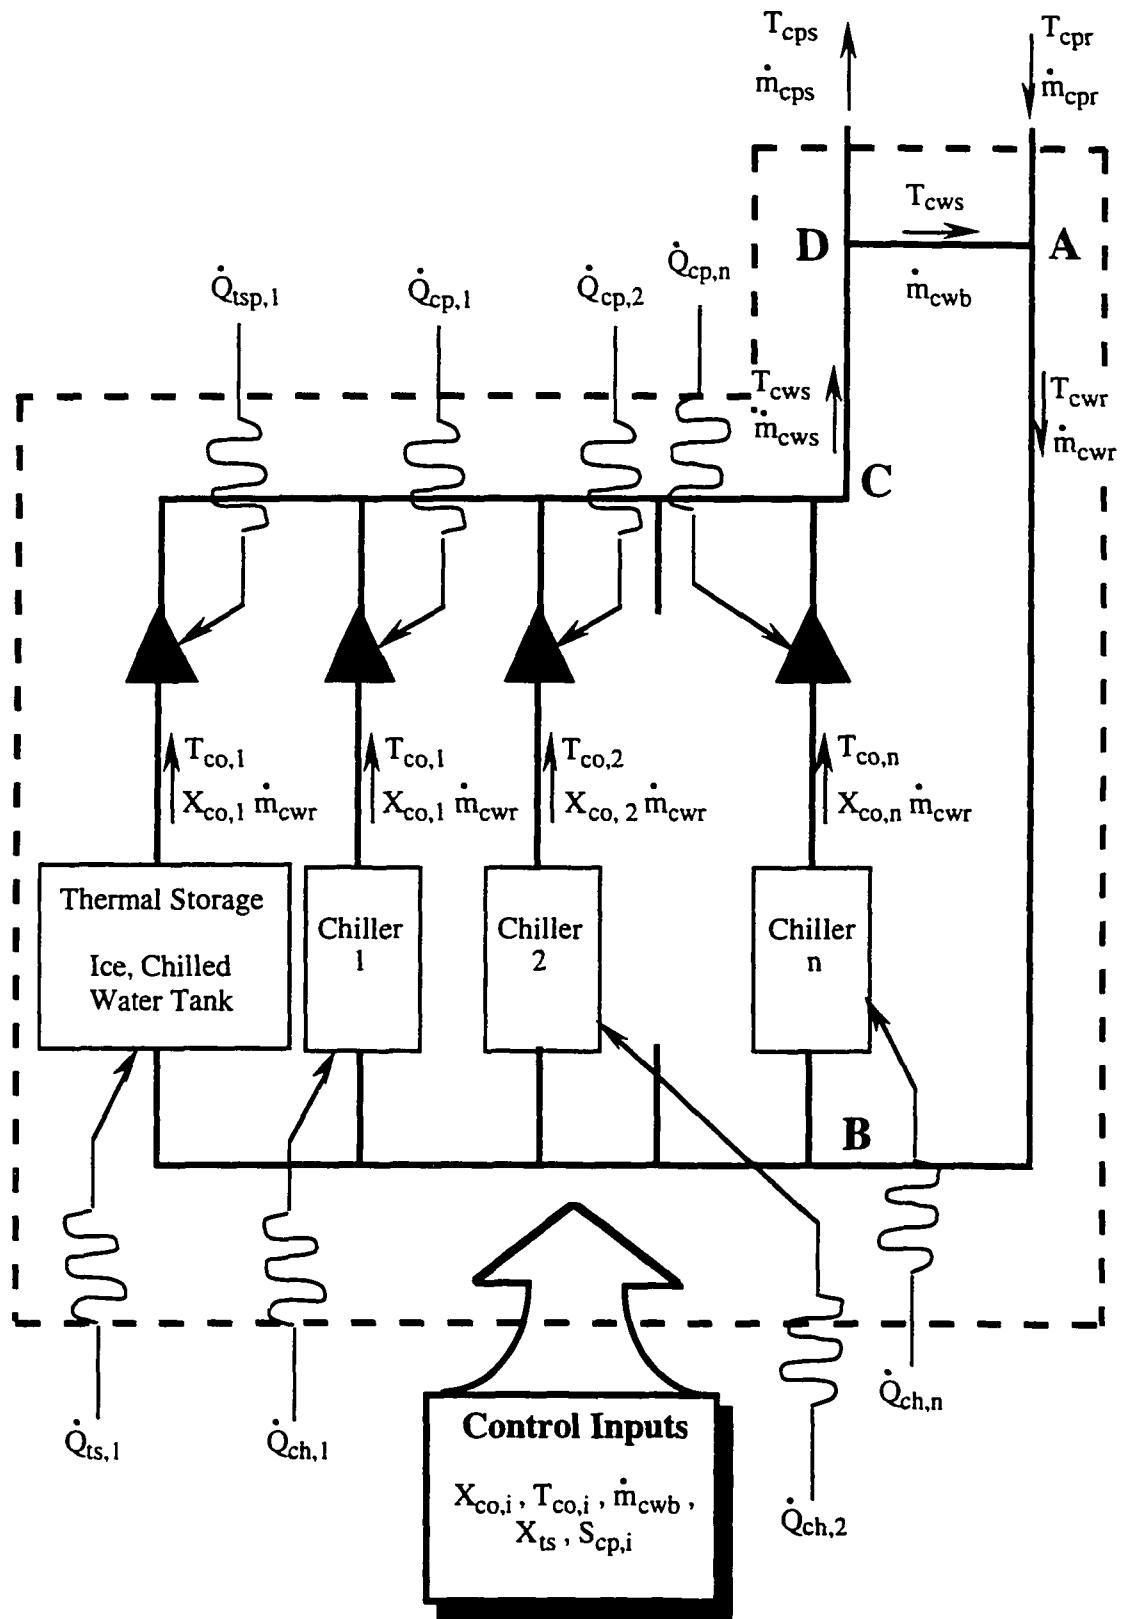 T_cps
T_cpr
ṁ_cps
ṁ_cpr
T_cws
D
A
ṁ_cwb
Q̇_tsp,1
Q̇_cp,1
Q̇_cp,2
Q̇_cp,n
T_cws
ṁ_cws
T_cwr
ṁ_cwr
C
T_co,1
X_co,1 ṁ_cwr
T_co,1
X_co,1 ṁ_cwr
T_co,2
X_co,2 ṁ_cwr
T_co,n
X_co,n ṁ_cwr
Thermal Storage
Ice, Chilled
Water Tank
Chiller
1
Chiller
2
Chiller
n
B
Q̇_ts,1
Q̇_ch,1
Q̇_ch,n
Q̇_ch,2
Control Inputs
X_co,i , T_co,i , ṁ_cwb ,
X_ts , S_cp,i